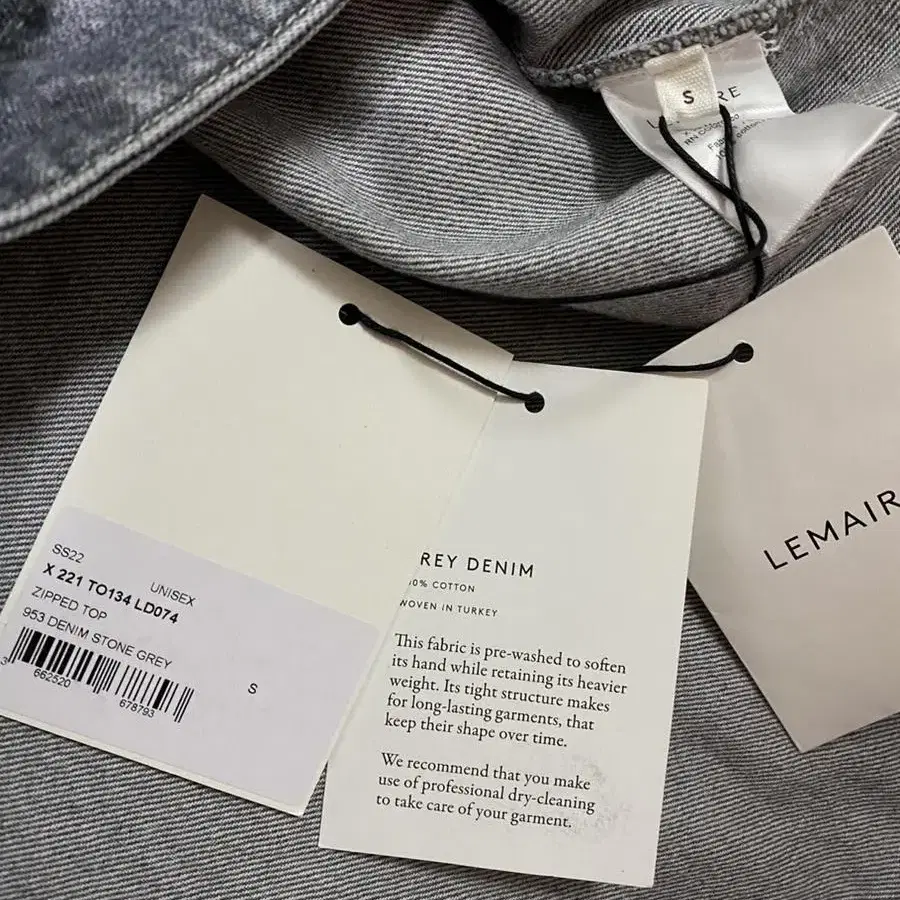 S
SS22
UNISEX
X 221 TO134 LD074
ZIPPED TOP
953 DENIM STONE GREY
S
3 662520 678793
REY DENIM
0% COTTON
WOVEN IN TURKEY
This fabric is pre-washed to soften
its hand while retaining its heavier
weight. Its tight structure makes
for long-lasting garments, that
keep their shape over time.
We recommend that you make
use of professional dry-cleaning
to take care of your garment.
LEMAIR